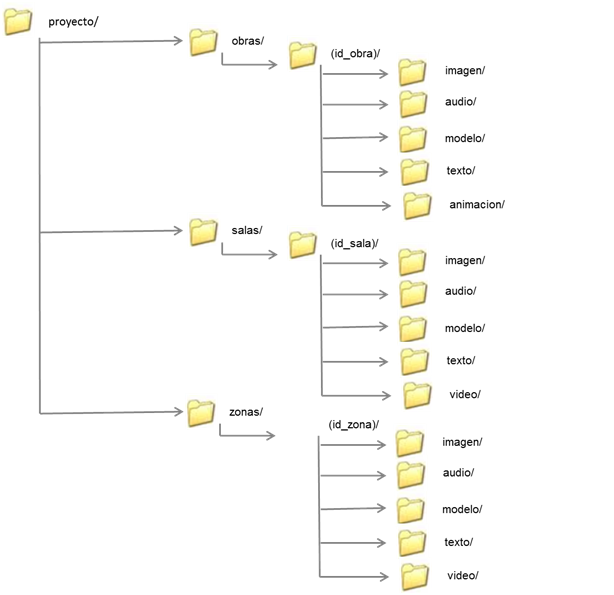 proyecto/
obras/
(id_obra)/
imagen/
audio/
modelo/
texto/
animacion/
salas/
(id_sala)/
imagen/
audio/
modelo/
texto/
video/
zonas/
(id_zona)/
imagen/
audio/
modelo/
texto/
video/